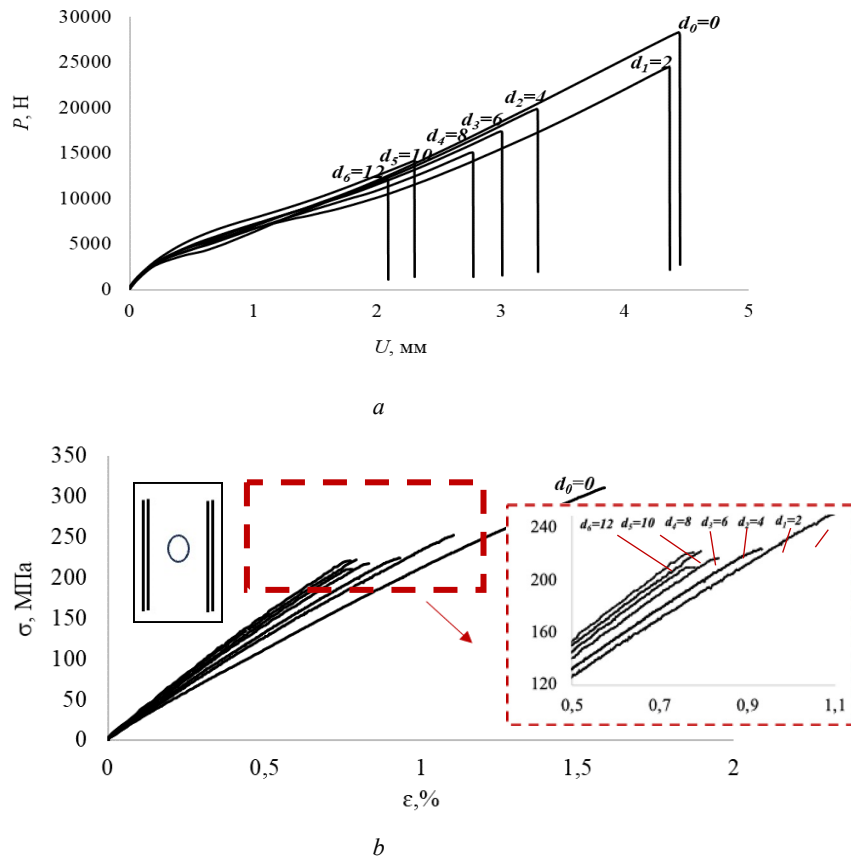 P, Н
30000
25000
20000
15000
10000
5000
0
d0=0
d1=2
d2=4
d3=6
d4=8
d5=10
d6=12
0 1 2 3 4 5
U, мм
a
σ, МПа
350
300
250
200
150
100
50
0
d0=0
240
200
160
120
d6=12 d5=10 d4=8 d3=6 d2=4 d1=2
0,5 0,7 0,9 1,1
0 0,5 1 1,5 2
ε,%
b